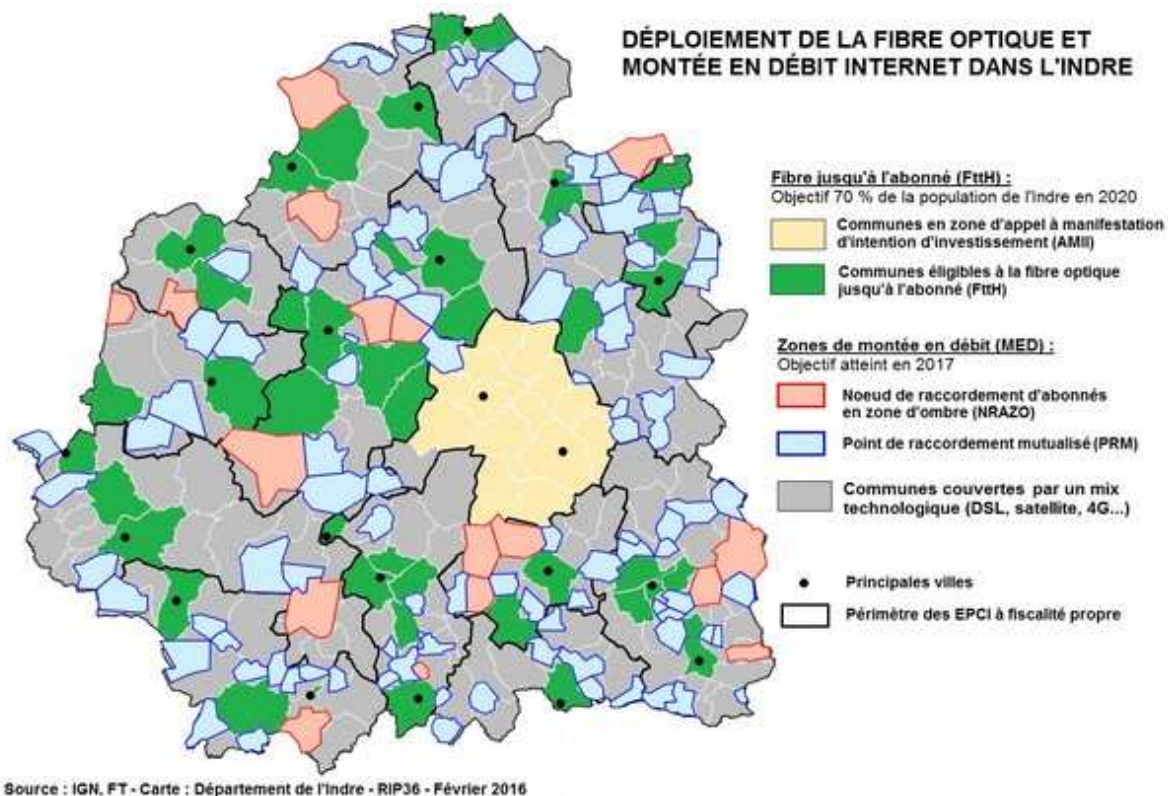 DÉPLOIEMENT DE LA FIBRE OPTIQUE ET
MONTÉE EN DÉBIT INTERNET DANS L'INDRE
Fibre jusqu'à l'abonné (FttH) :
Objectif 70 % de la population de l'Indre en 2020
Communes en zone d'appel à manifestation
d'intention d'investissement (AMII)
Communes éligibles à la fibre optique
jusqu'à l'abonné (FttH)
Zones de montée en débit (MED) :
Objectif atteint en 2017
Noeud de raccordement d'abonnés
en zone d'ombre (NRAZO)
Point de raccordement mutualisé (PRM)
Communes couvertes par un mix
technologique (DSL, satellite, 4G...)
Principales villes
Périmètre des EPCI à fiscalité propre
Source : IGN, FT - Carte : Département de l'Indre - RIP36 - Février 2016